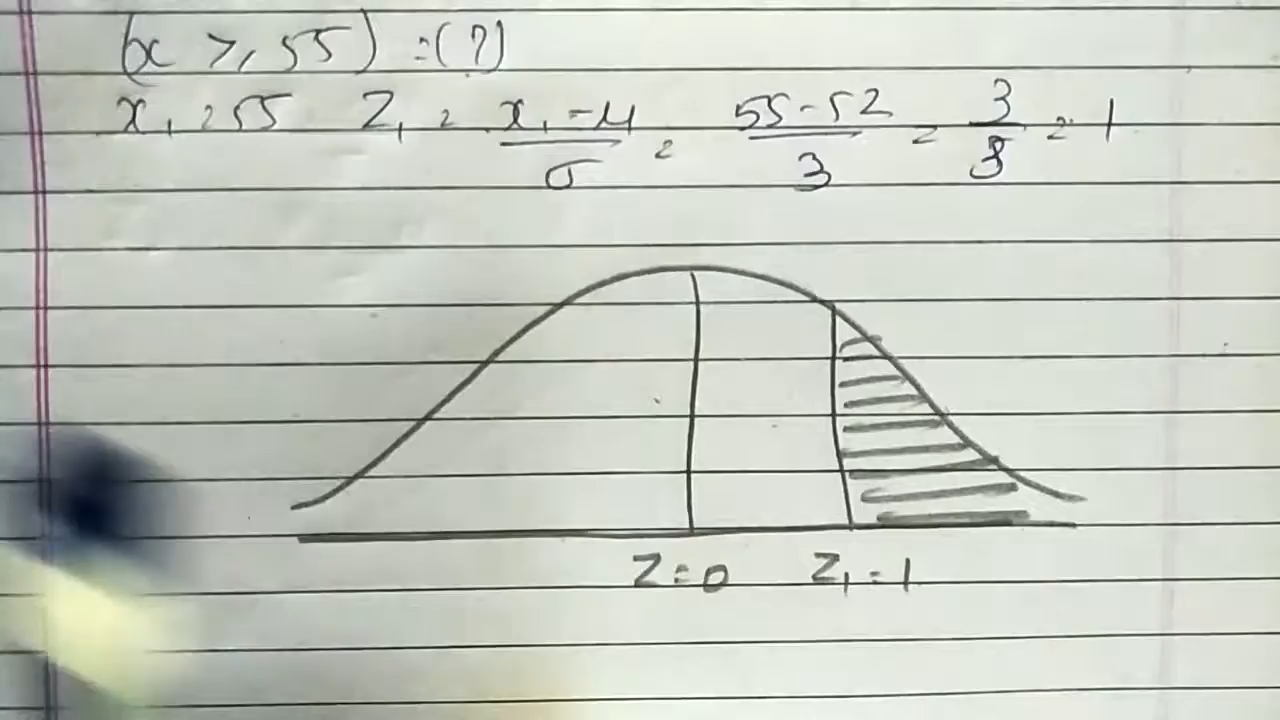 (x ≥ 55) = (?)
x₁ = 55 Z₁ = x₁ - μ / σ = 55 - 52 / 3 = 3 / 3 = 1
Z = 0 Z₁ = 1